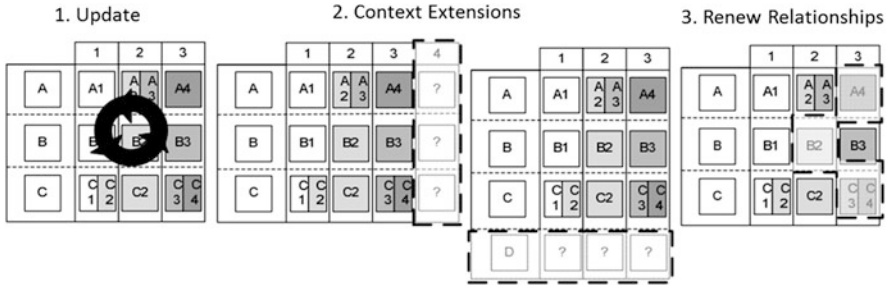 1. Update
1 2 3
A A1 A2 A3 A4
B B3
C C1 C2 C2 C3 C4
2. Context Extensions
1 2 3 4
A A1 A2 A3 A4 ?
B B1 B2 B3 ?
C C1 C2 C2 C3 C4 ?
1 2 3
A A1 A2 A3 A4
B B1 B2 B3
C C1 C2 C2 C3 C4
D ? ? ?
3. Renew Relationships
1 2 3
A A1 A2 A3 A4
B B1 B2 B3
C C1 C2 C2 C3 C4